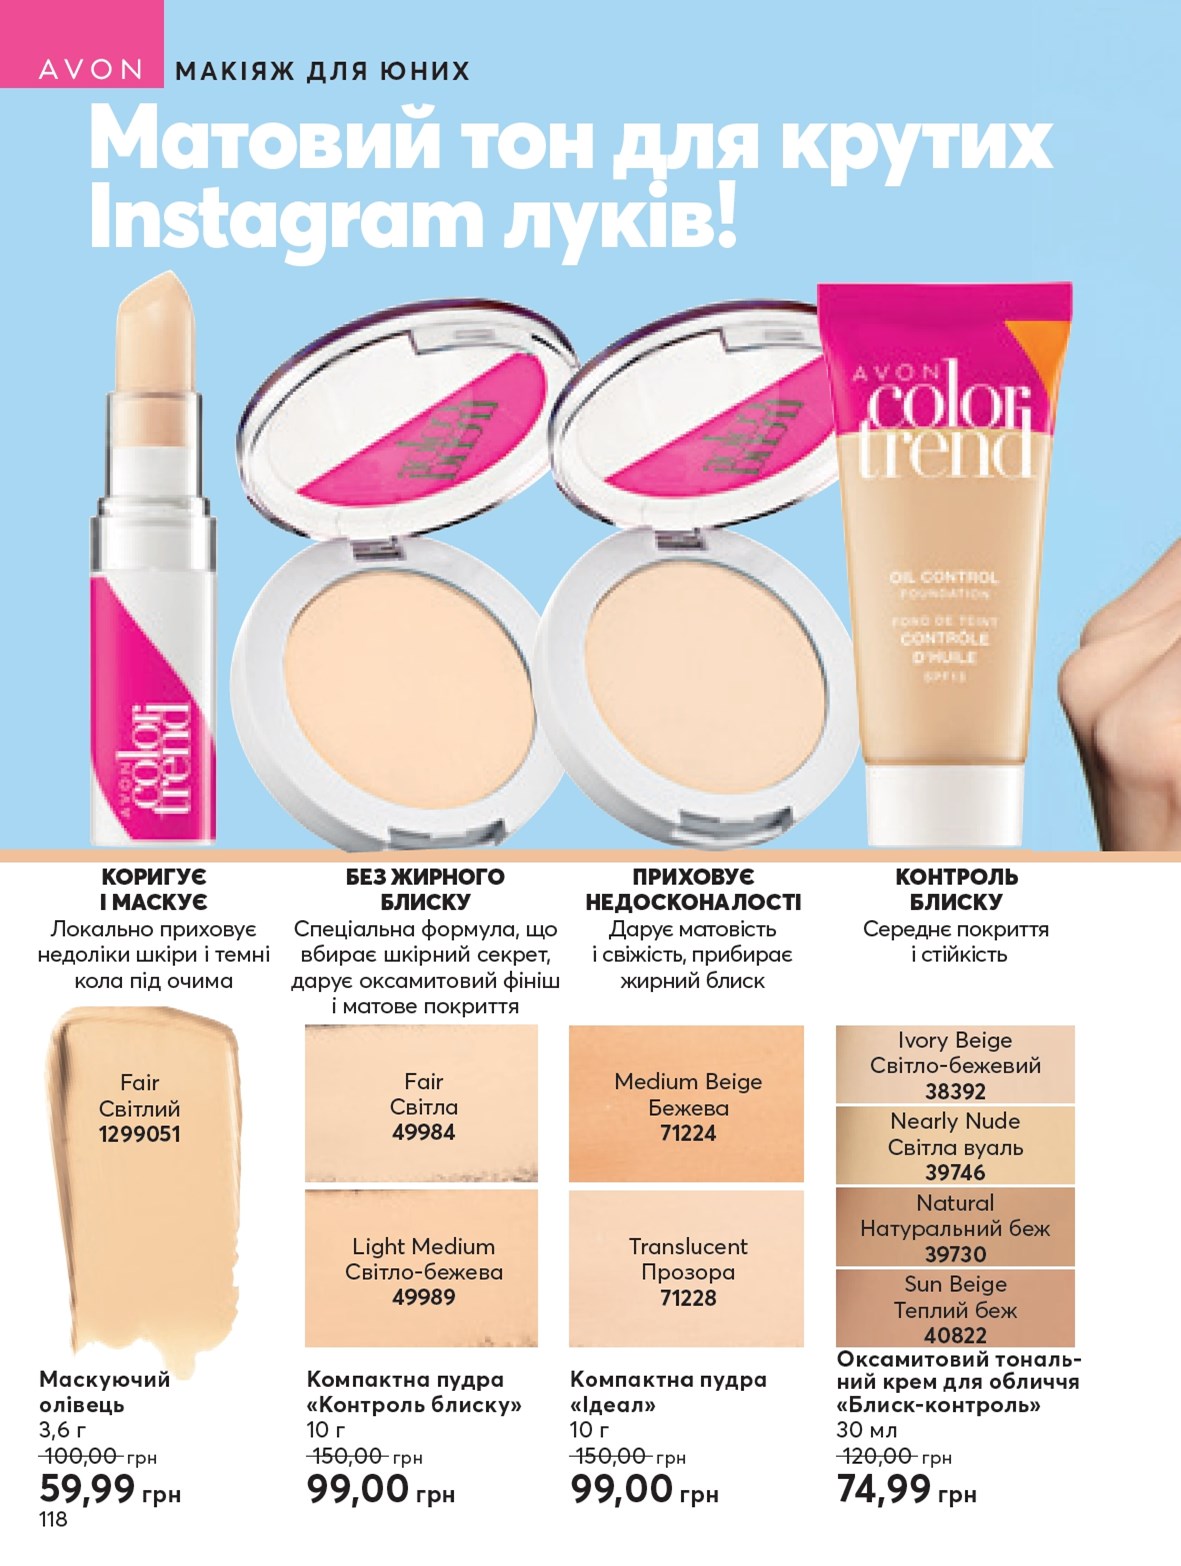 AVON МАКІЯЖ ДЛЯ ЮНИХ
Матовий тон для крутих
Instagram луків!
AVON
color
trend
AVON
color
trend
OIL CONTROL
FOUNDATION
FOND DE TEINT
CONTRÔLE
D'HUILE
SPF15
КОРИГУЄ
І МАСКУЄ
Локально приховує
недоліки шкіри і темні
кола під очима
Fair
Світлий
1299051
Маскуючий
олівець
3,6 г
100,00 грн
59,99 грн
БЕЗ ЖИРНОГО
БЛИСКУ
Спеціальна формула, що
вбирає шкірний секрет,
дарує оксамитовий фініш
і матове покриття
Fair
Світла
49984
Light Medium
Світло-бежева
49989
Компактна пудра
«Контроль блиску»
10 г
150,00 грн
99,00 грн
ПРИХОВУЄ
НЕДОСКОНАЛОСТІ
Дарує матовість
і свіжість, прибирає
жирний блиск
Medium Beige
Бежева
71224
Translucent
Прозора
71228
Компактна пудра
«Ідеал»
10 г
150,00 грн
99,00 грн
КОНТРОЛЬ
БЛИСКУ
Середнє покриття
і стійкість
Ivory Beige
Світло-бежевий
38392
Nearly Nude
Світла вуаль
39746
Natural
Натуральний беж
39730
Sun Beige
Теплий беж
40822
Оксамитовий тональ-
ний крем для обличчя
«Блиск-контроль»
30 мл
120,00 грн
74,99 грн
118